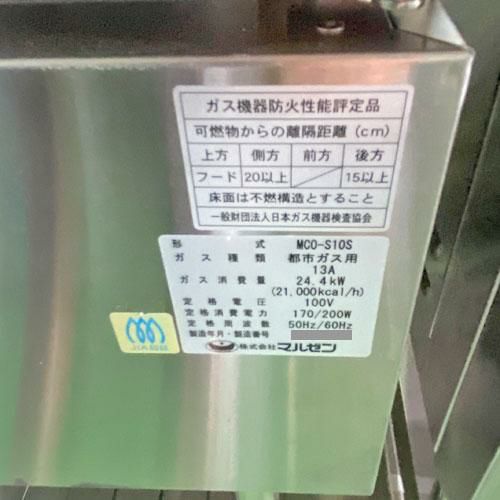 ガス機器防火性能評定品
可燃物からの離隔距離(cm)
上方 側方 前方 後方
フード 20以上 15以上
床面は不燃構造とすること
一般財団法人日本ガス機器検査協会
形式 MCO-S10S
ガス種類 都市ガス用
13A
ガス消費量 24.4kW
(21,000kcal/h)
定格電圧 100V
定格消費電力 170/200W
定格周波数 50Hz/60Hz
製造年月・製造番号
株式会社マルゼン